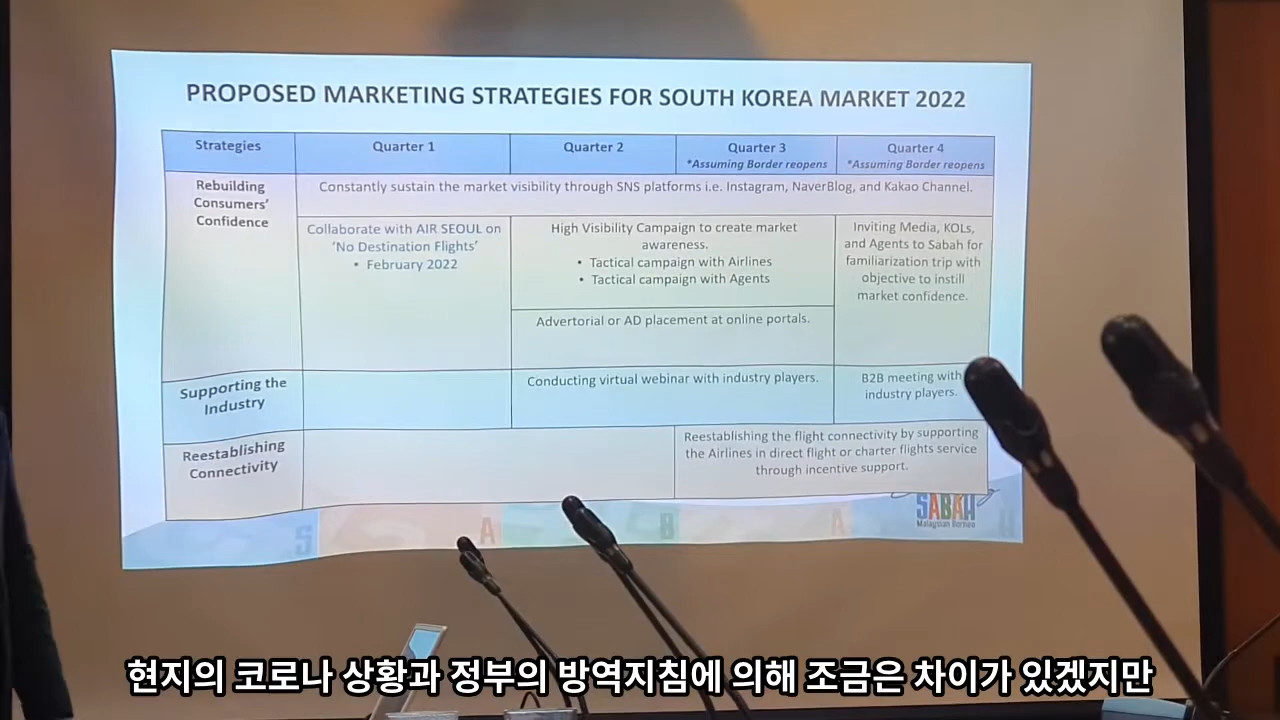 PROPOSED MARKETING STRATEGIES FOR SOUTH KOREA MARKET 2022
Strategies
Quarter 1
Quarter 2
Quarter 3
*Assuming Border reopens
Quarter 4
*Assuming Border reopens
Rebuilding
Consumers'
Confidence
Constantly sustain the market visibility through SNS platforms i.e. Instagram, NaverBlog, and Kakao Channel.
Collaborate with AIR SEOUL on
'No Destination Flights'
• February 2022
High Visibility Campaign to create market
awareness.
• Tactical campaign with Airlines
• Tactical campaign with Agents
Advertorial or AD placement at online portals.
Inviting Media, KOLs,
and Agents to Sabah for
familiarization trip with
objective to instill
market confidence.
Supporting the
Industry
Conducting virtual webinar with industry players.
B2B meeting with
industry players.
Reestablishing
Connectivity
Reestablishing the flight connectivity by supporting
the Airlines in direct flight or charter flights service
through incentive support.
SABAH
Malaysian Borneo
S A B A H
현지의 코로나 상황과 정부의 방역지침에 의해 조금은 차이가 있겠지만